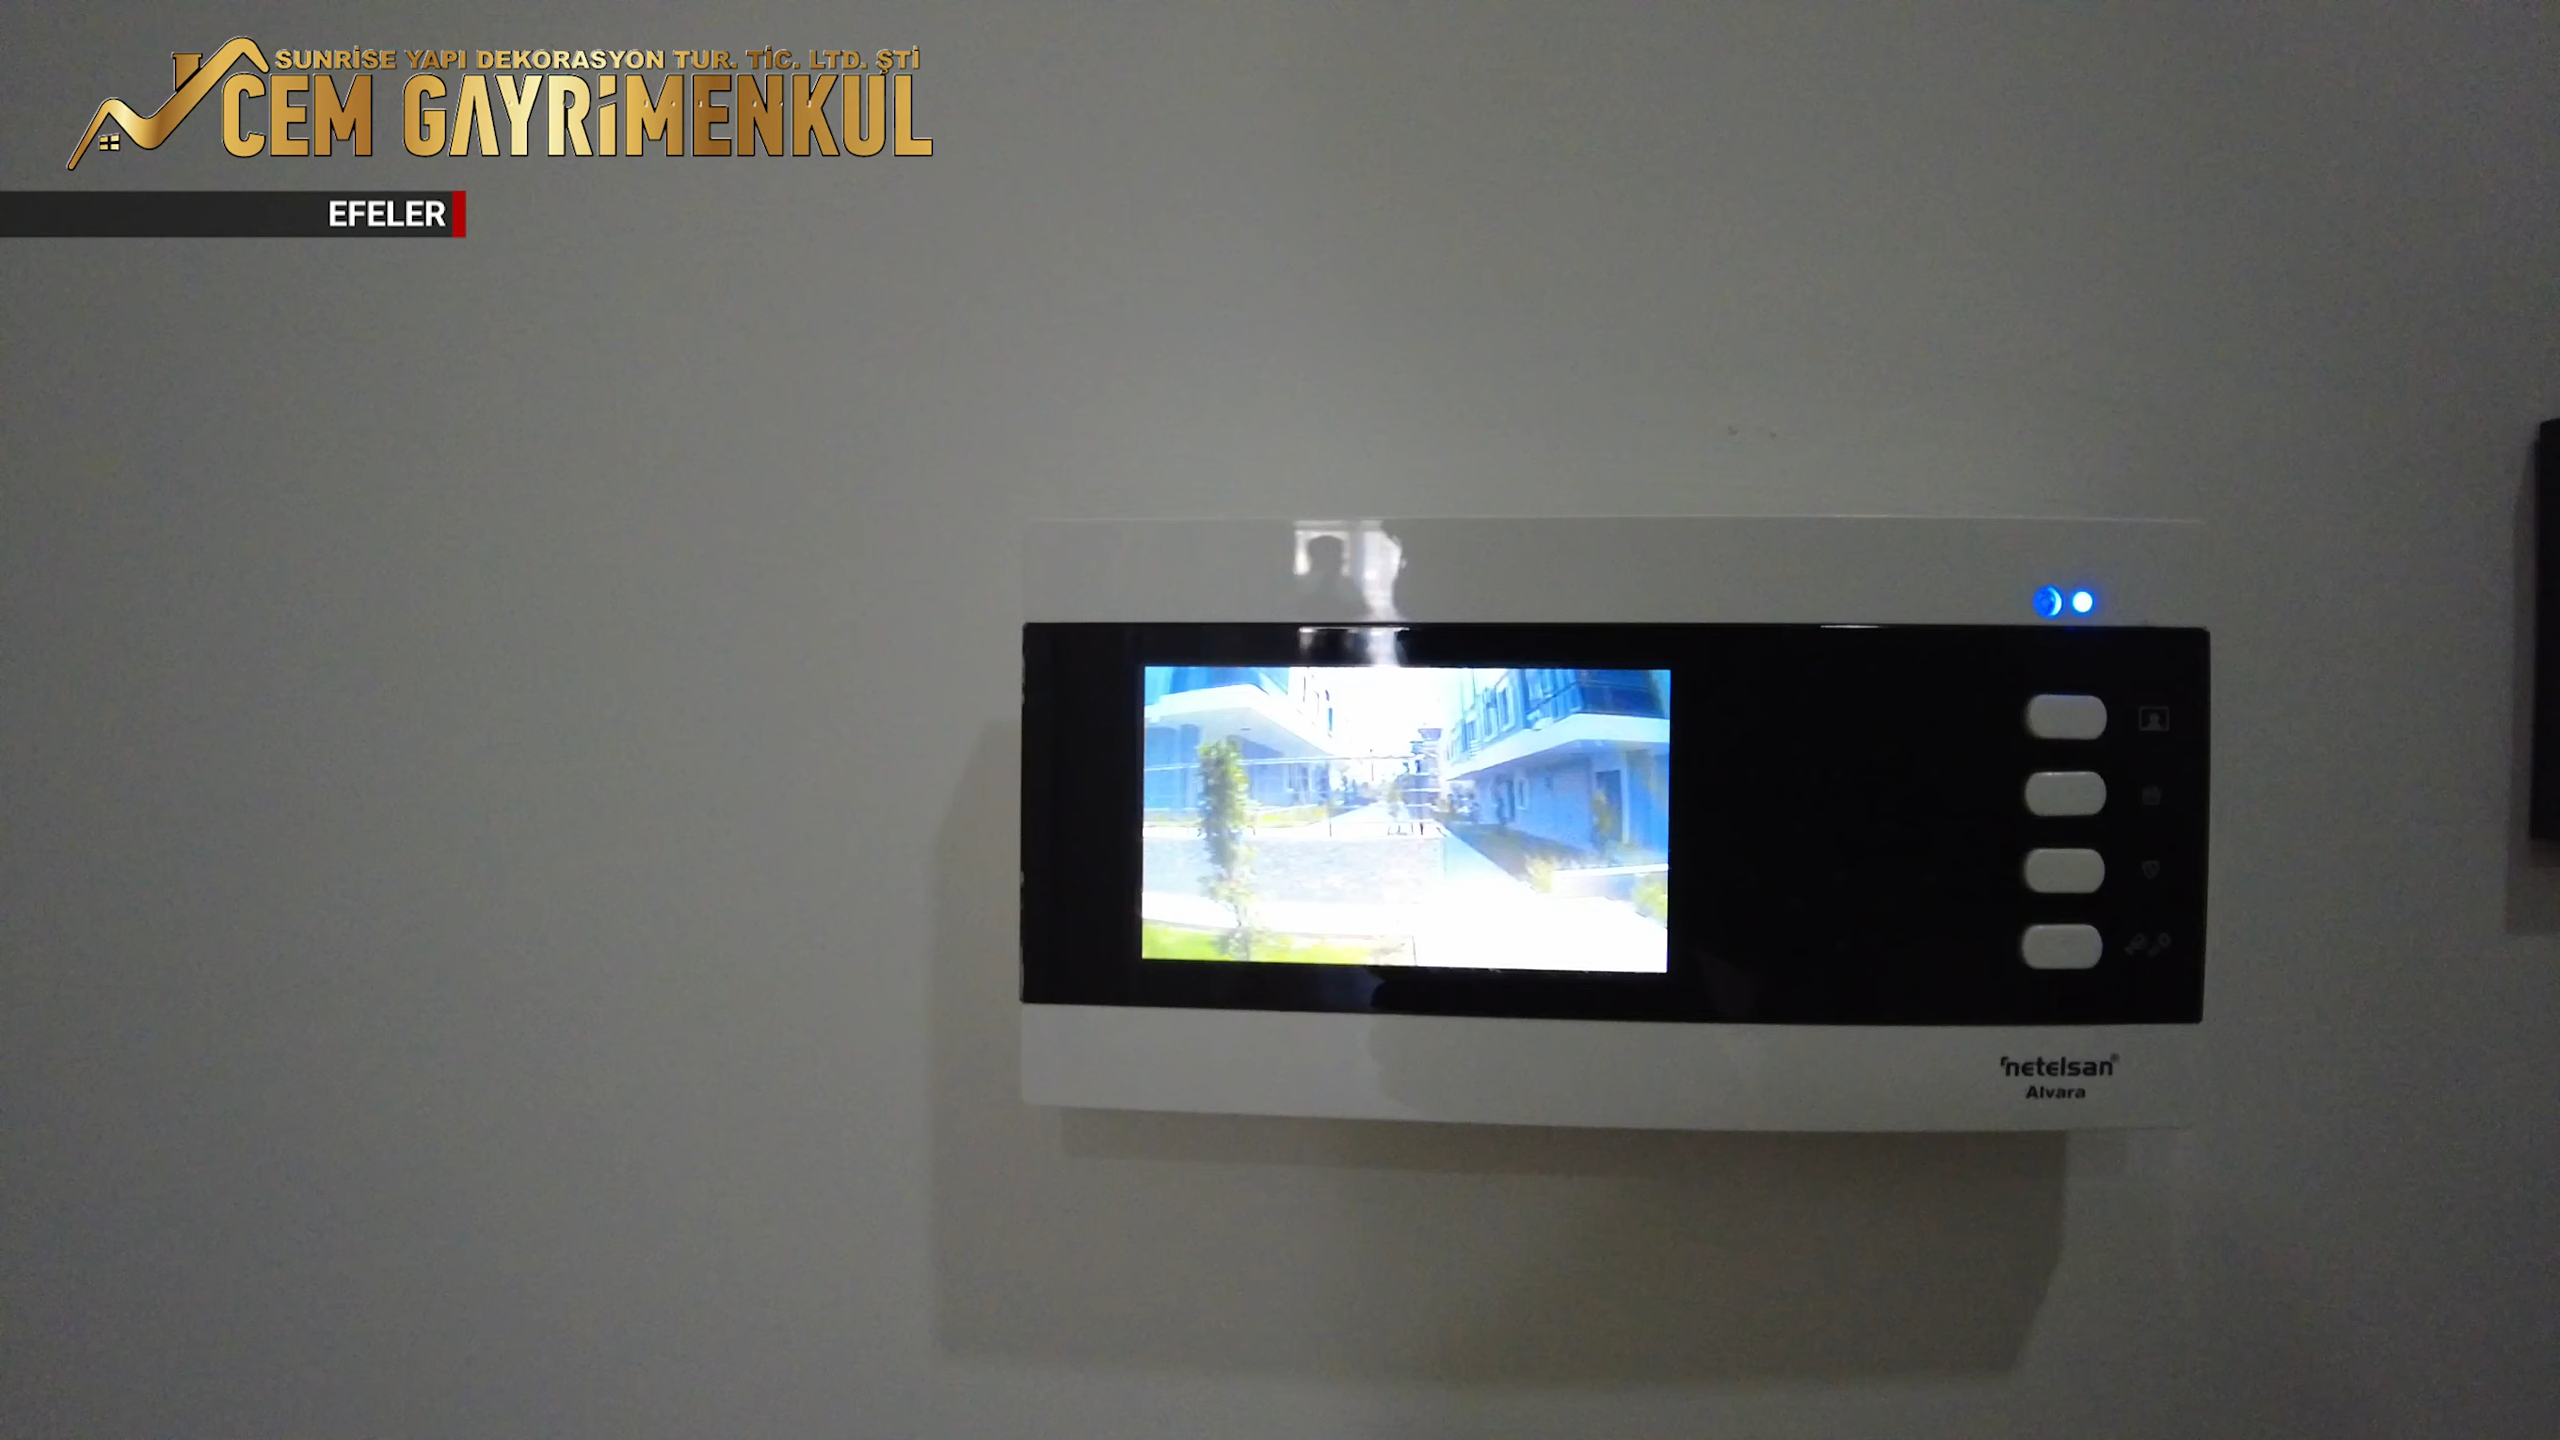 SUNRİSE YAPI DEKORASYON TUR. TİC. LTD. ŞTİ
CEM GAYRİMENKUL
EFELER
netelsan®
Alvara